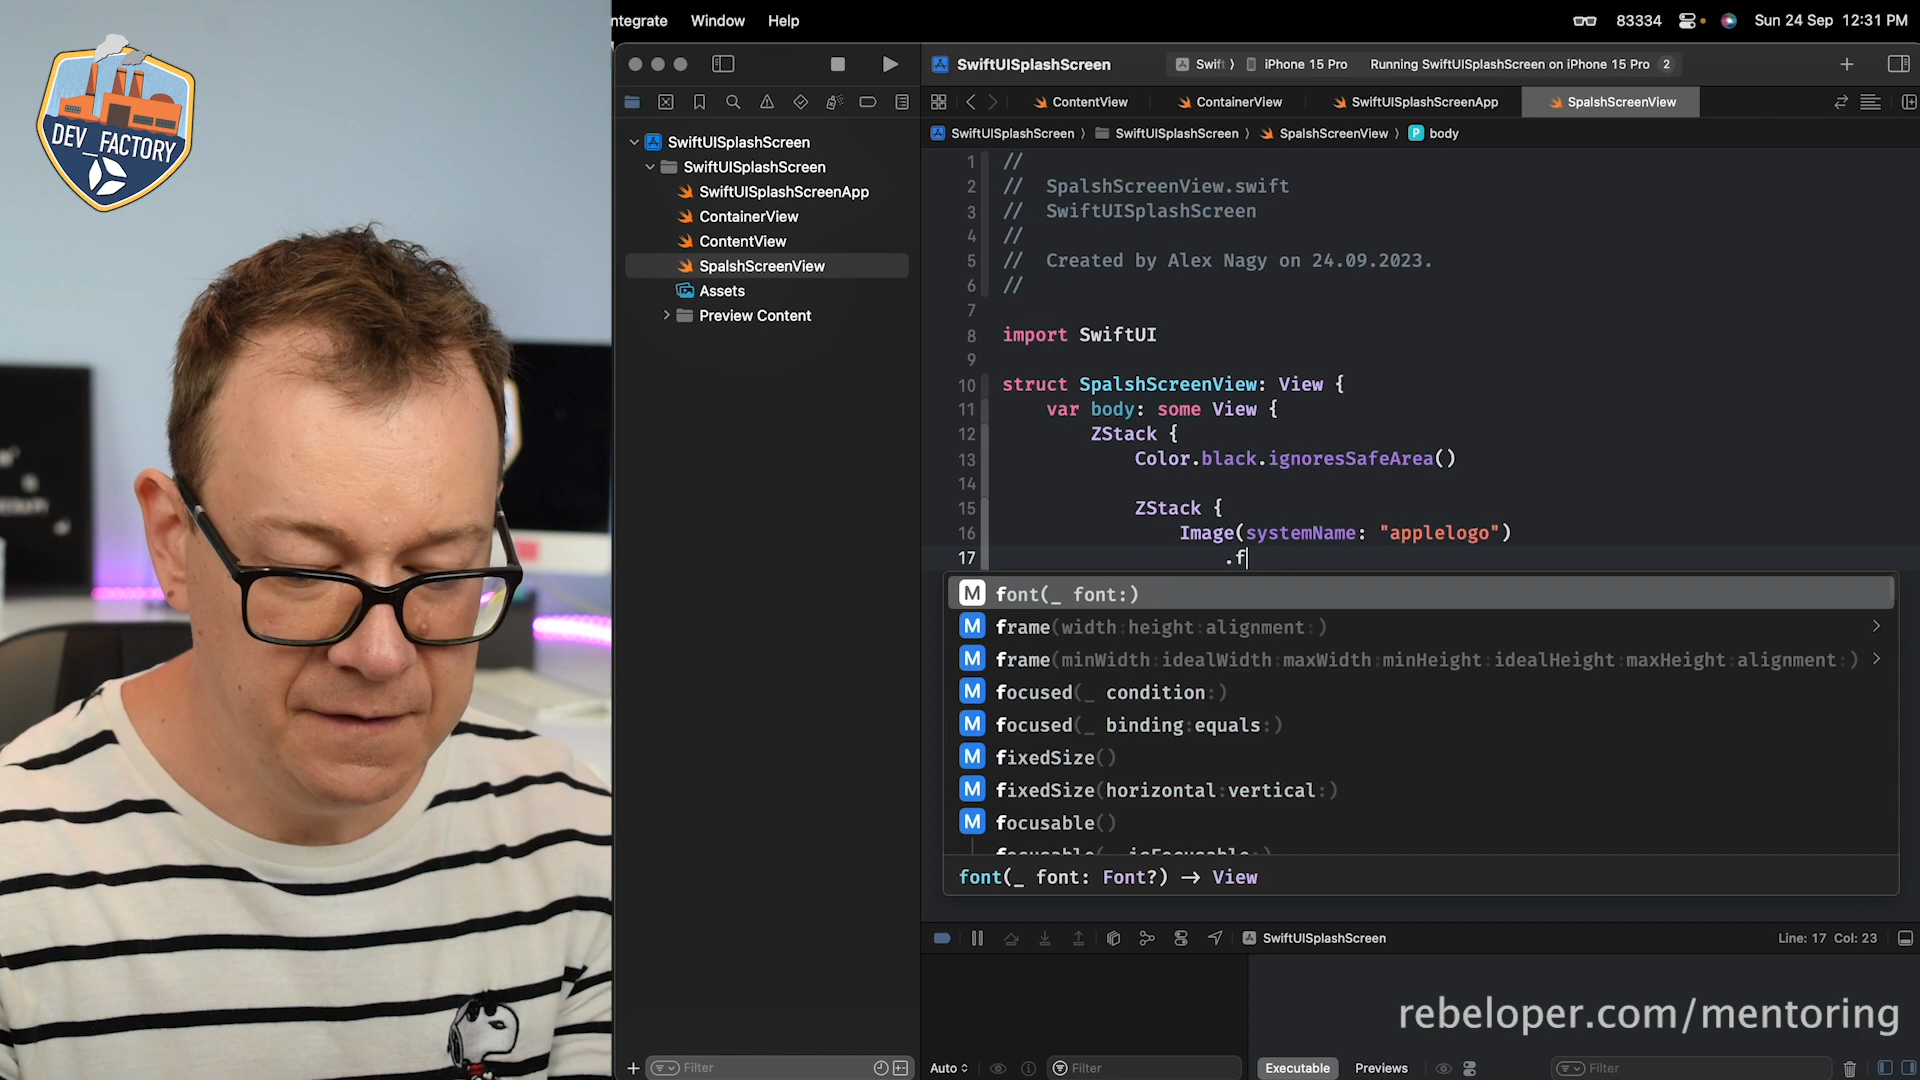 DEV_FACTORY
ntegrate Window Help
83334 Sun 24 Sep 12:31 PM
SwiftUISplashScreen
Swift ⟩ iPhone 15 Pro
Running SwiftUISplashScreen on iPhone 15 Pro 2
ContentView
ContainerView
SwiftUISplashScreenApp
SpalshScreenView
SwiftUISplashScreen ⟩ SwiftUISplashScreen ⟩ SpalshScreenView ⟩ P body
SwiftUISplashScreen
SwiftUISplashScreen
SwiftUISplashScreenApp
ContainerView
ContentView
SpalshScreenView
Assets
Preview Content
1 //
2 //  SpalshScreenView.swift
3 //  SwiftUISplashScreen
4 //
5 //  Created by Alex Nagy on 24.09.2023.
6 //
7
8 import SwiftUI
9
10 struct SpalshScreenView: View {
11     var body: some View {
12         ZStack {
13             Color.black.ignoresSafeArea()
14
15             ZStack {
16                 Image(systemName: "applelogo")
17                     .f
M font(_ font:)
M frame(width:height:alignment:)
M frame(minWidth:idealWidth:maxWidth:minHeight:idealHeight:maxHeight:alignment:)
M focused(_ condition:)
M focused(_ binding:equals:)
M fixedSize()
M fixedSize(horizontal:vertical:)
M focusable()
focusable(_ isFocusable:)
font(_ font: Font?) → View
SwiftUISplashScreen
Line: 17 Col: 23
rebeloper.com/mentoring
Filter
Auto
Filter
Executable
Previews
Filter